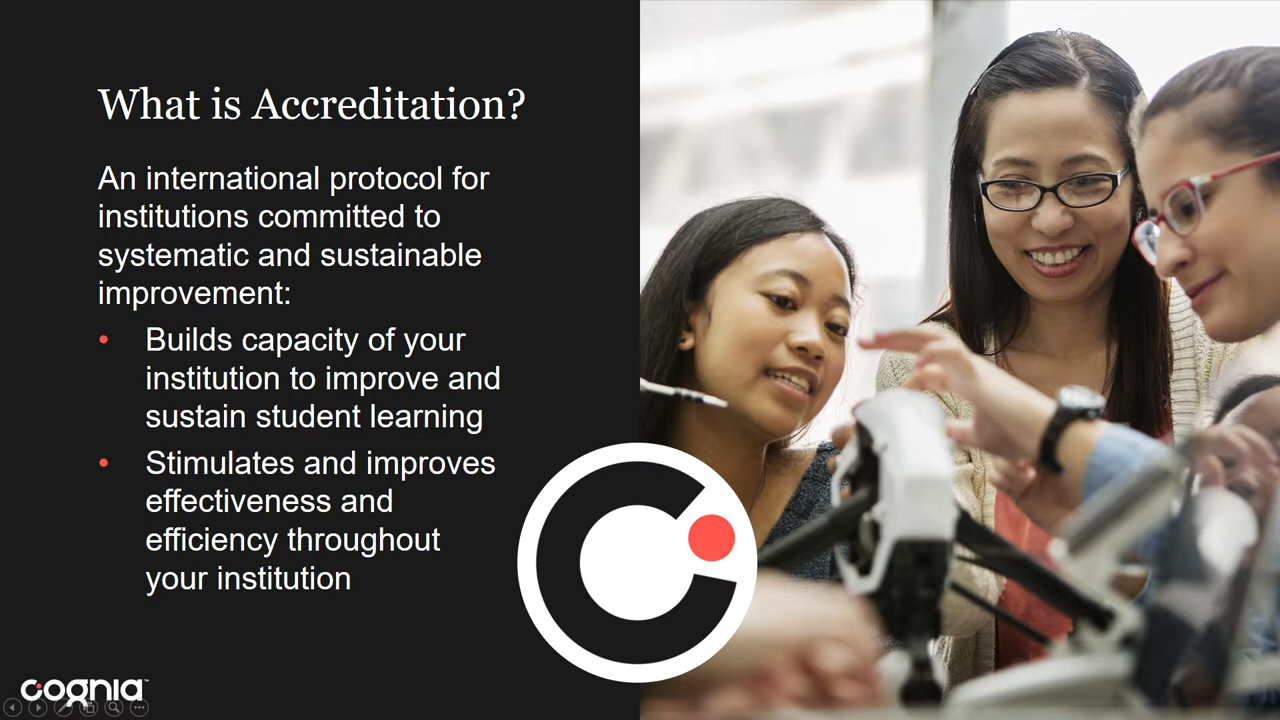 What is Accreditation?
An international protocol for
institutions committed to
systematic and sustainable
improvement:
• Builds capacity of your
institution to improve and
sustain student learning
• Stimulates and improves
effectiveness and
efficiency throughout
your institution
cognia™